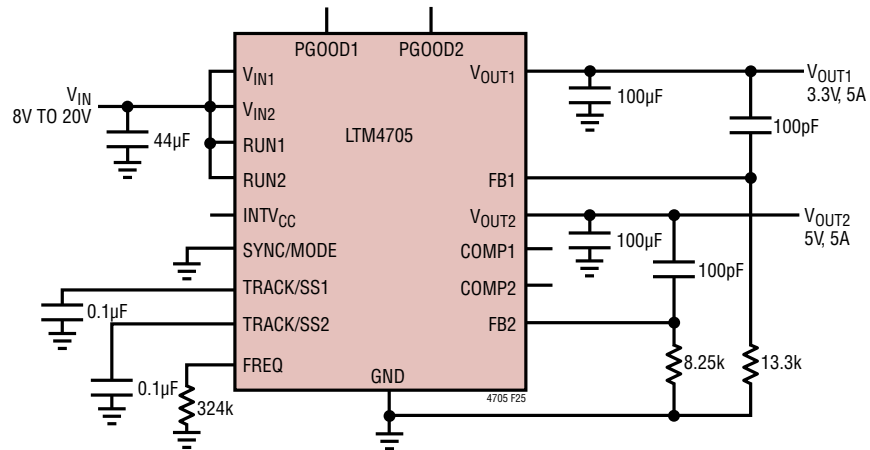 PGOOD1 PGOOD2
V_IN1
V_OUT1
V_OUT1
3.3V, 5A
100µF
V_IN
8V TO 20V
V_IN2
44µF
LTM4705
100pF
RUN1
RUN2
FB1
INTV_CC
V_OUT2
V_OUT2
5V, 5A
100µF
SYNC/MODE
COMP1
100pF
TRACK/SS1
COMP2
0.1µF
TRACK/SS2
FB2
FREQ
8.25k
13.3k
GND
0.1µF
324k
4705 F25